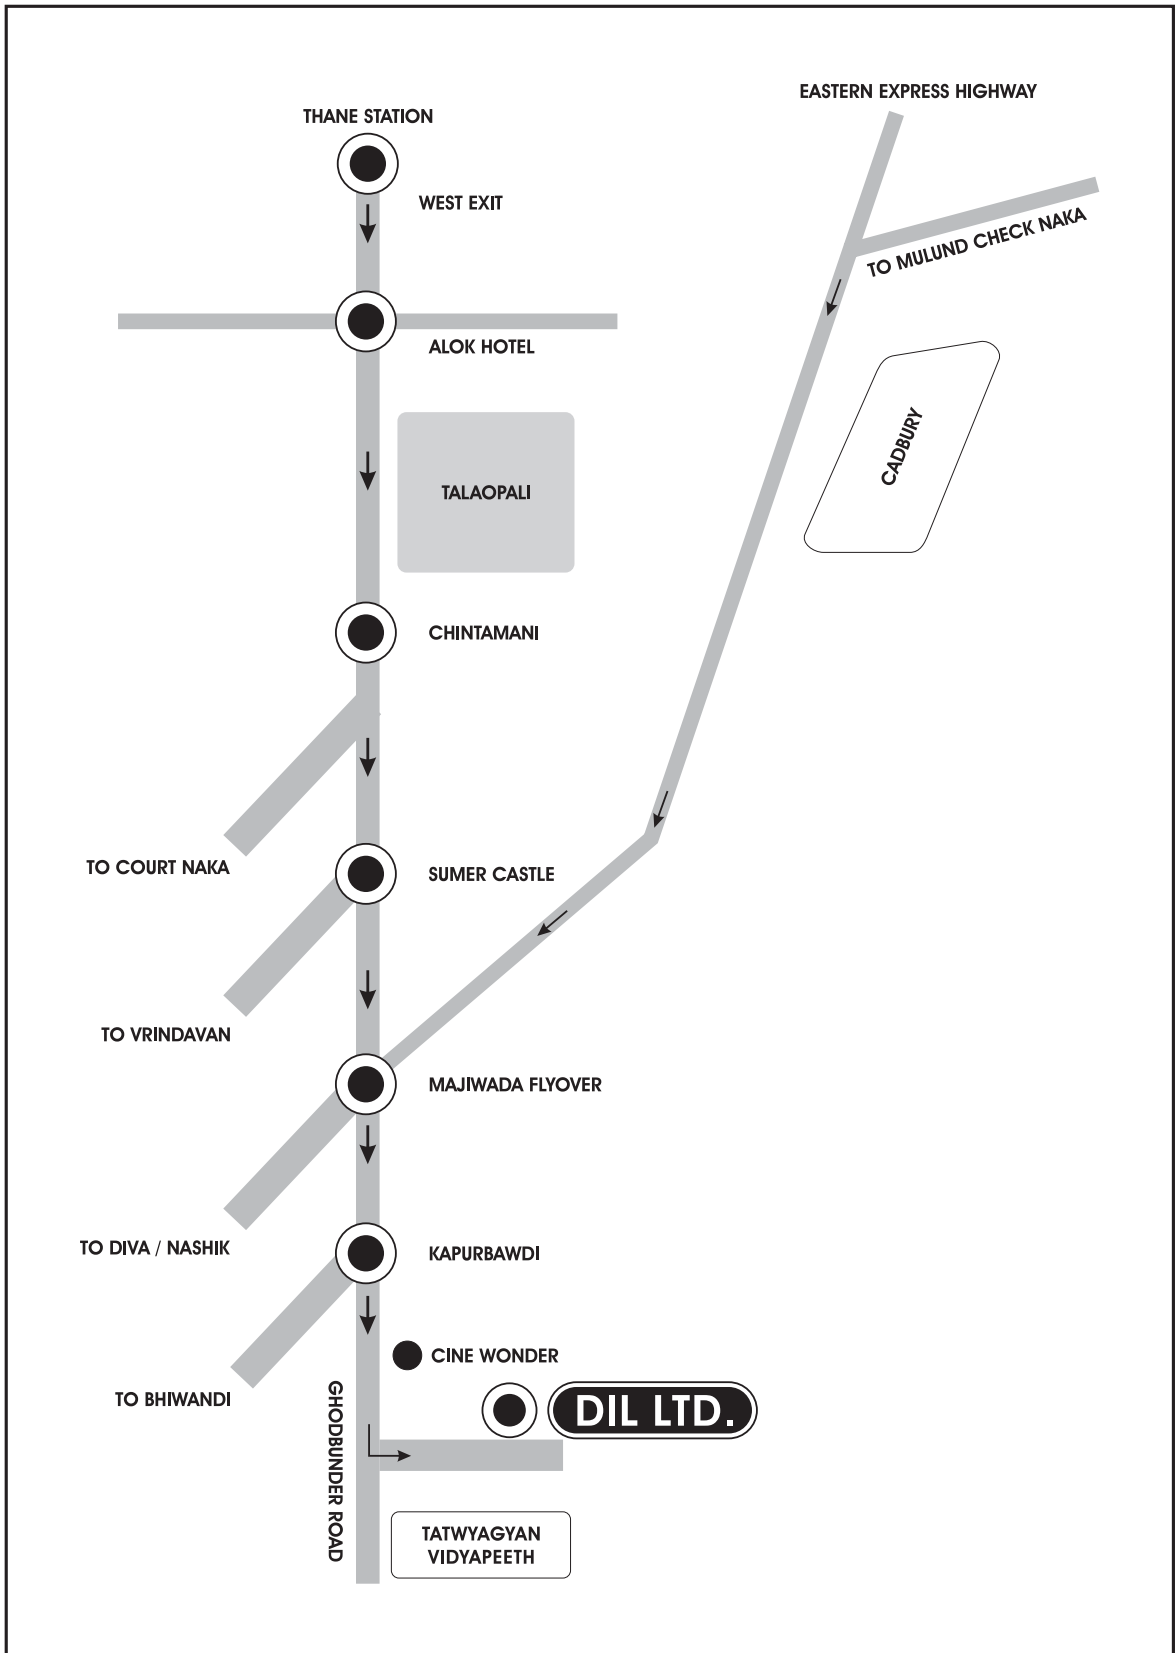 EASTERN EXPRESS HIGHWAY
THANE STATION
WEST EXIT
TO MULUND CHECK NAKA
ALOK HOTEL
CADBURY
TALAOPALI
CHINTAMANI
TO COURT NAKA
SUMER CASTLE
TO VRINDAVAN
MAJIWADA FLYOVER
TO DIVA / NASHIK
KAPURBAWDI
CINE WONDER
TO BHIWANDI
DIL LTD.
GHODBUNDER ROAD
TATWYAGYAN
VIDYAPEETH